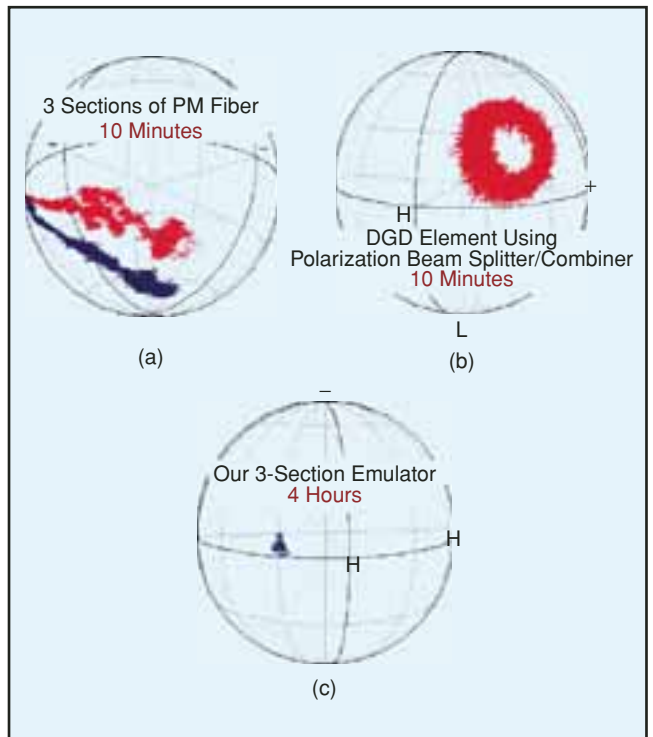 3 Sections of PM Fiber
10 Minutes
+
H
DGD Element Using
Polarization Beam Splitter/Combiner
10 Minutes
L
(a)
(b)
–
Our 3-Section Emulator
4 Hours
H
H
(c)